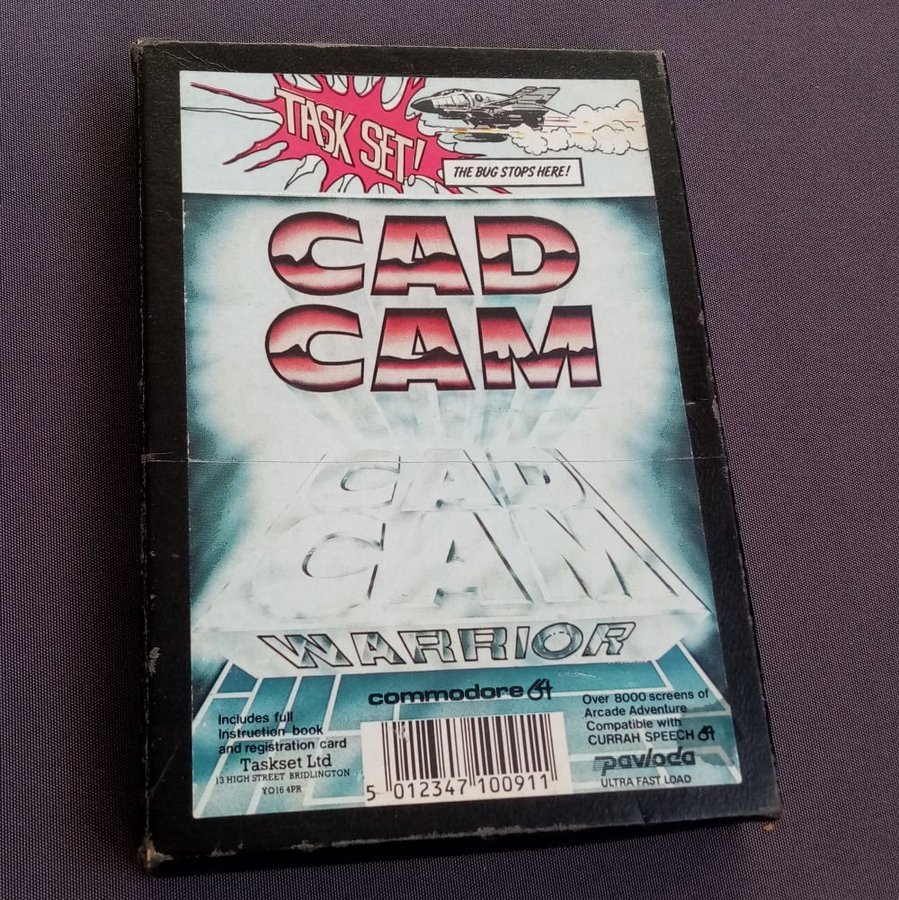 TASK SET!
THE BUG STOPS HERE!
CAD
CAM
CAD
CAM
WARRIOR
commodore 64
Includes full
Instruction book
and registration card
Taskset Ltd
13 HIGH STREET BRIDLINGTON
YO16 4PR
5 012347 100911
Over 8000 screens of
Arcade Adventure
Compatible with
CURRAH SPEECH 64
pavloda
ULTRA FAST LOAD